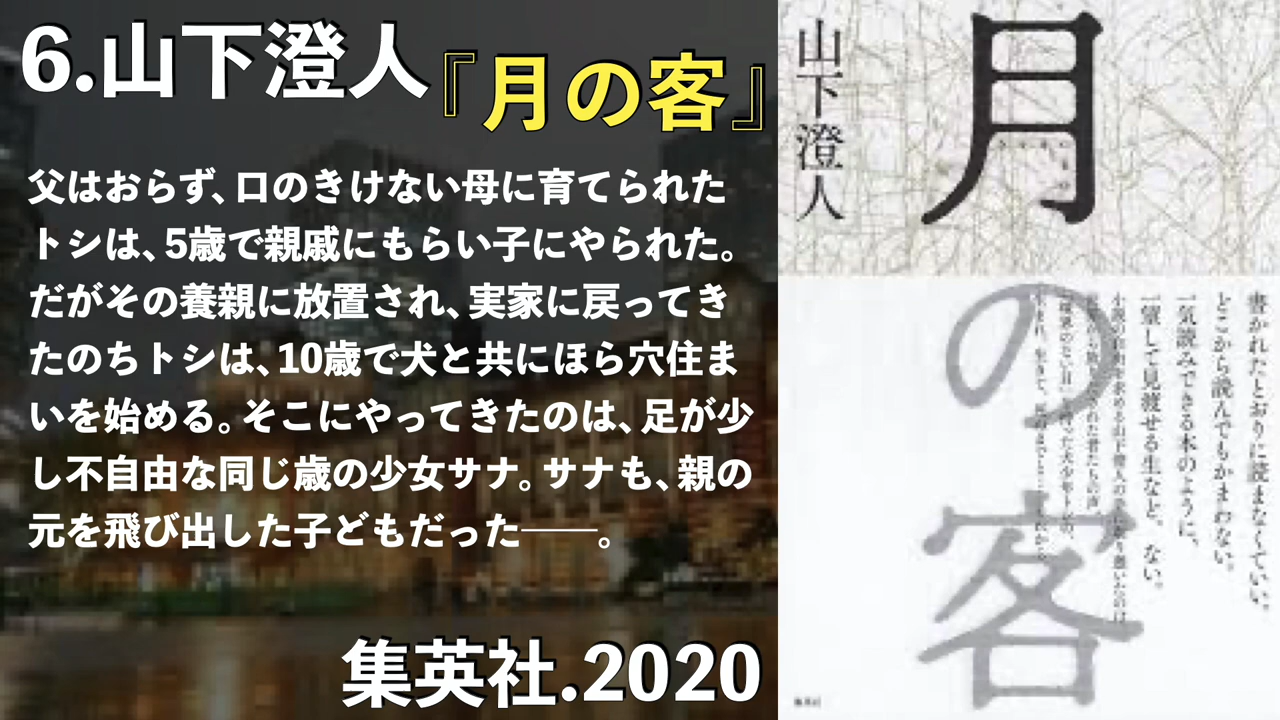 6.山下澄人
『月の客』
父はおらず、口のきけない母に育てられた
トシは、5歳で親戚にもらい子にやられた。
だがその養親に放置され、実家に戻ってき
たのちトシは、10歳で犬と共にほら穴住ま
いを始める。そこにやってきたのは、足が少
し不自由な同じ歳の少女サナ。サナも、親の
元を飛び出した子どもだった──。
集英社.2020
月の客
山下澄人
書かれたとおりに読まなくていい。
どこから読んでもかまわない。
一気読みできる本のように、
一望して見渡せる生など、ない。